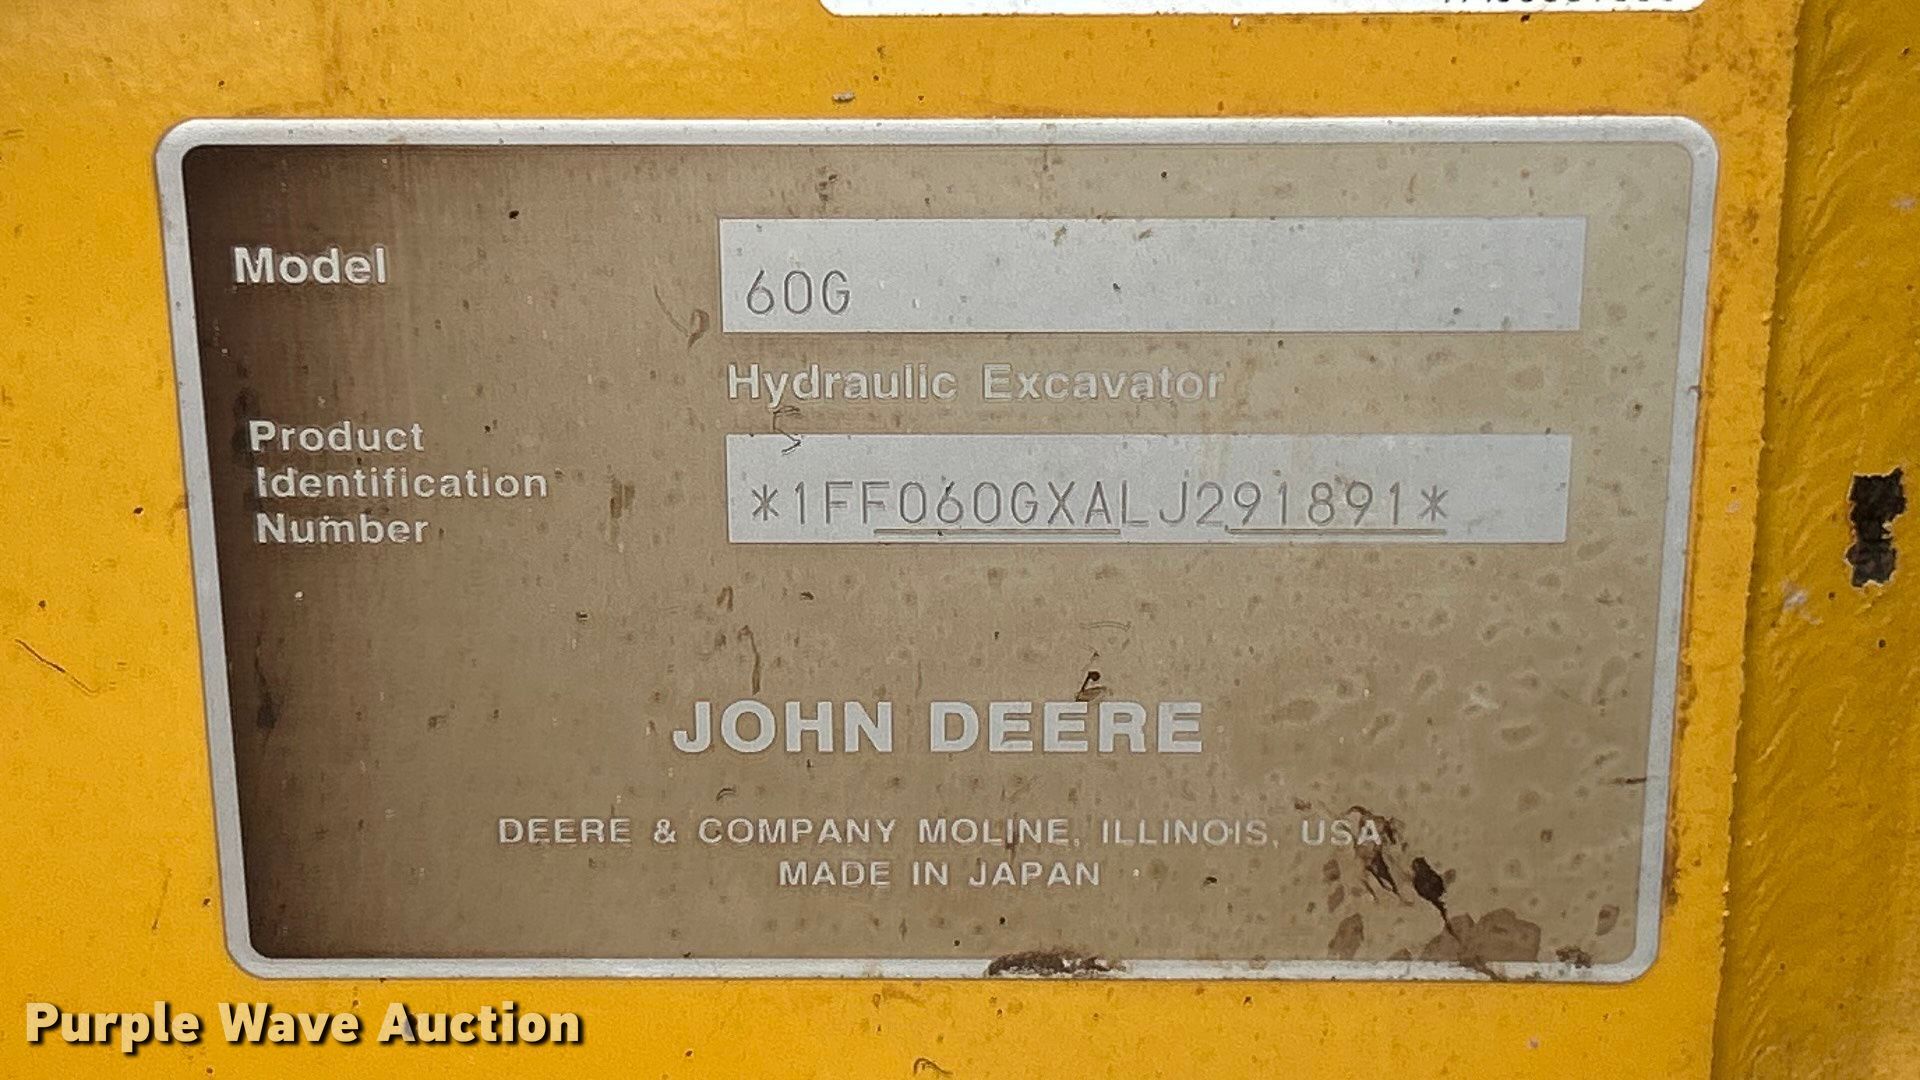 Model
60G
Hydraulic Excavator
Product
Identification
Number
*1FF060GXALJ291891*
JOHN DEERE
DEERE & COMPANY MOLINE, ILLINOIS, USA
MADE IN JAPAN
Purple Wave Auction